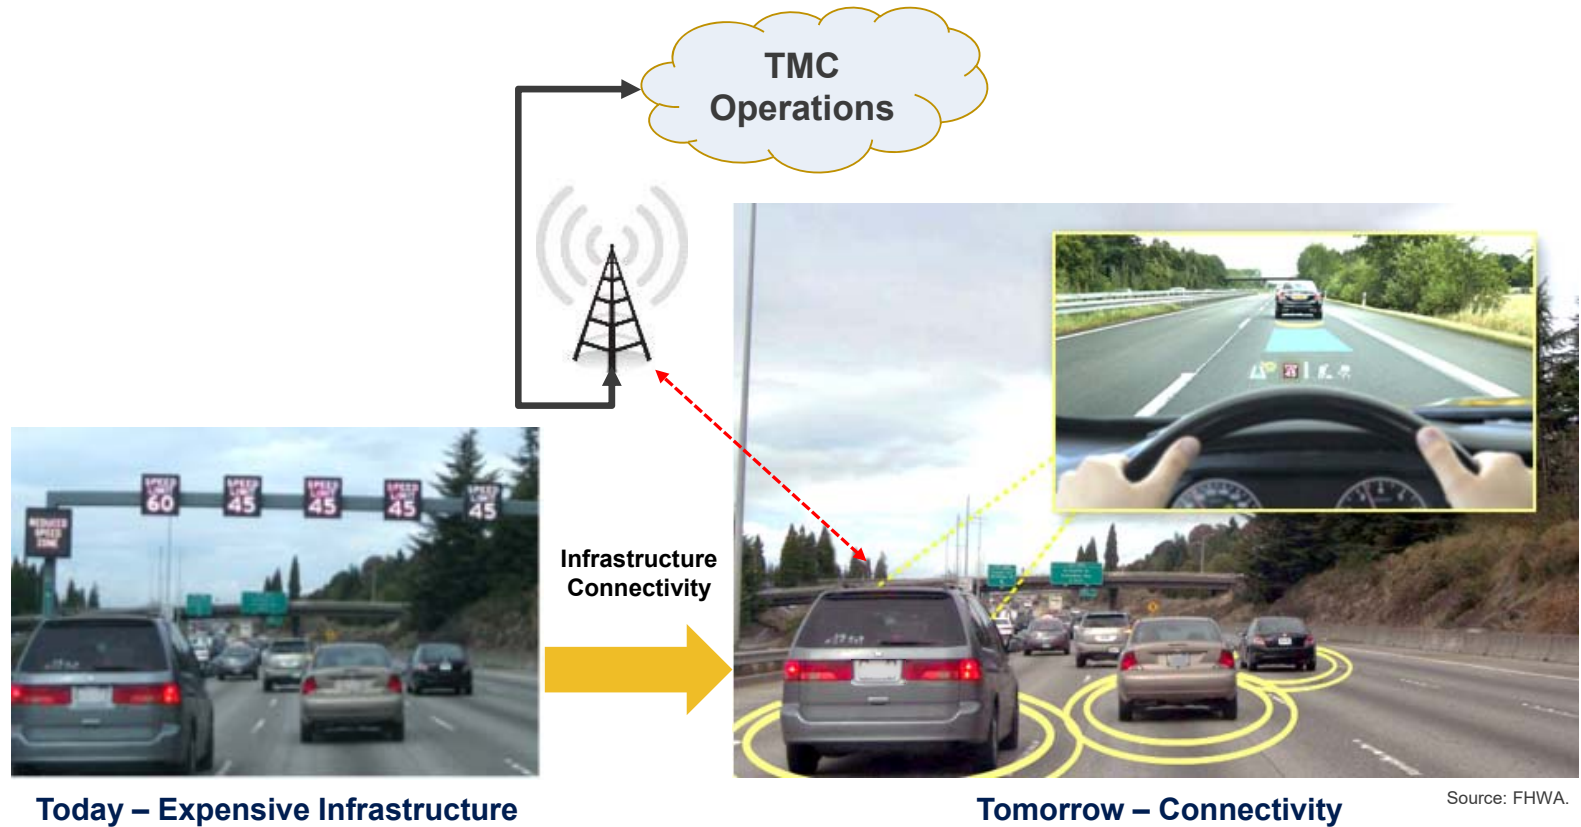 TMC
Operations
SPEED
LIMIT
60
SPEED
LIMIT
45
SPEED
LIMIT
45
SPEED
LIMIT
45
SPEED
LIMIT
45
REDUCED
SPEED
ZONE
Infrastructure
Connectivity
45
Today – Expensive Infrastructure
Tomorrow – Connectivity
Source: FHWA.